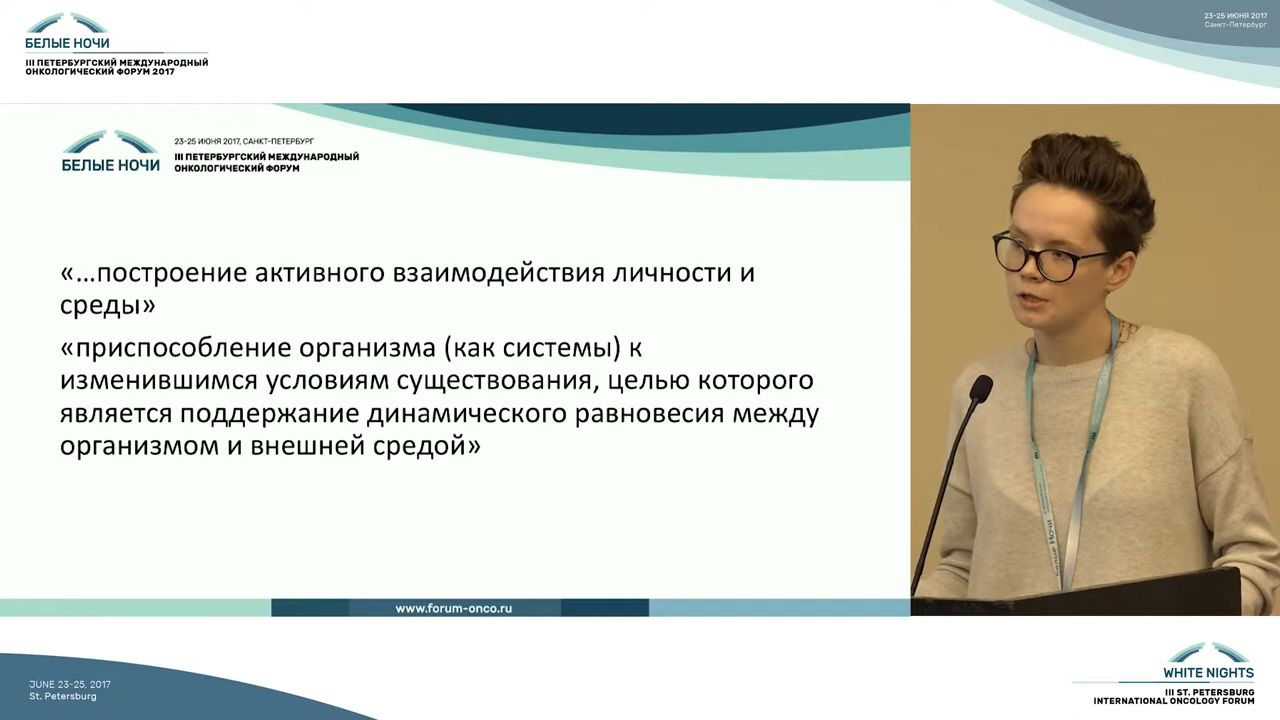 БЕЛЫЕ НОЧИ
III ПЕТЕРБУРГСКИЙ МЕЖДУНАРОДНЫЙ
ОНКОЛОГИЧЕСКИЙ ФОРУМ 2017
23-25 ИЮНЯ 2017
Санкт-Петербург
БЕЛЫЕ НОЧИ
23-25 ИЮНЯ 2017, САНКТ-ПЕТЕРБУРГ
III ПЕТЕРБУРГСКИЙ МЕЖДУНАРОДНЫЙ
ОНКОЛОГИЧЕСКИЙ ФОРУМ
«…построение активного взаимодействия личности и
среды»
«приспособление организма (как системы) к
изменившимся условиям существования, целью которого
является поддержание динамического равновесия между
организмом и внешней средой»
www.forum-onco.ru
Белые Ночи
JUNE 23-25, 2017
St. Petersburg
WHITE NIGHTS
III ST. PETERSBURG
INTERNATIONAL ONCOLOGY FORUM